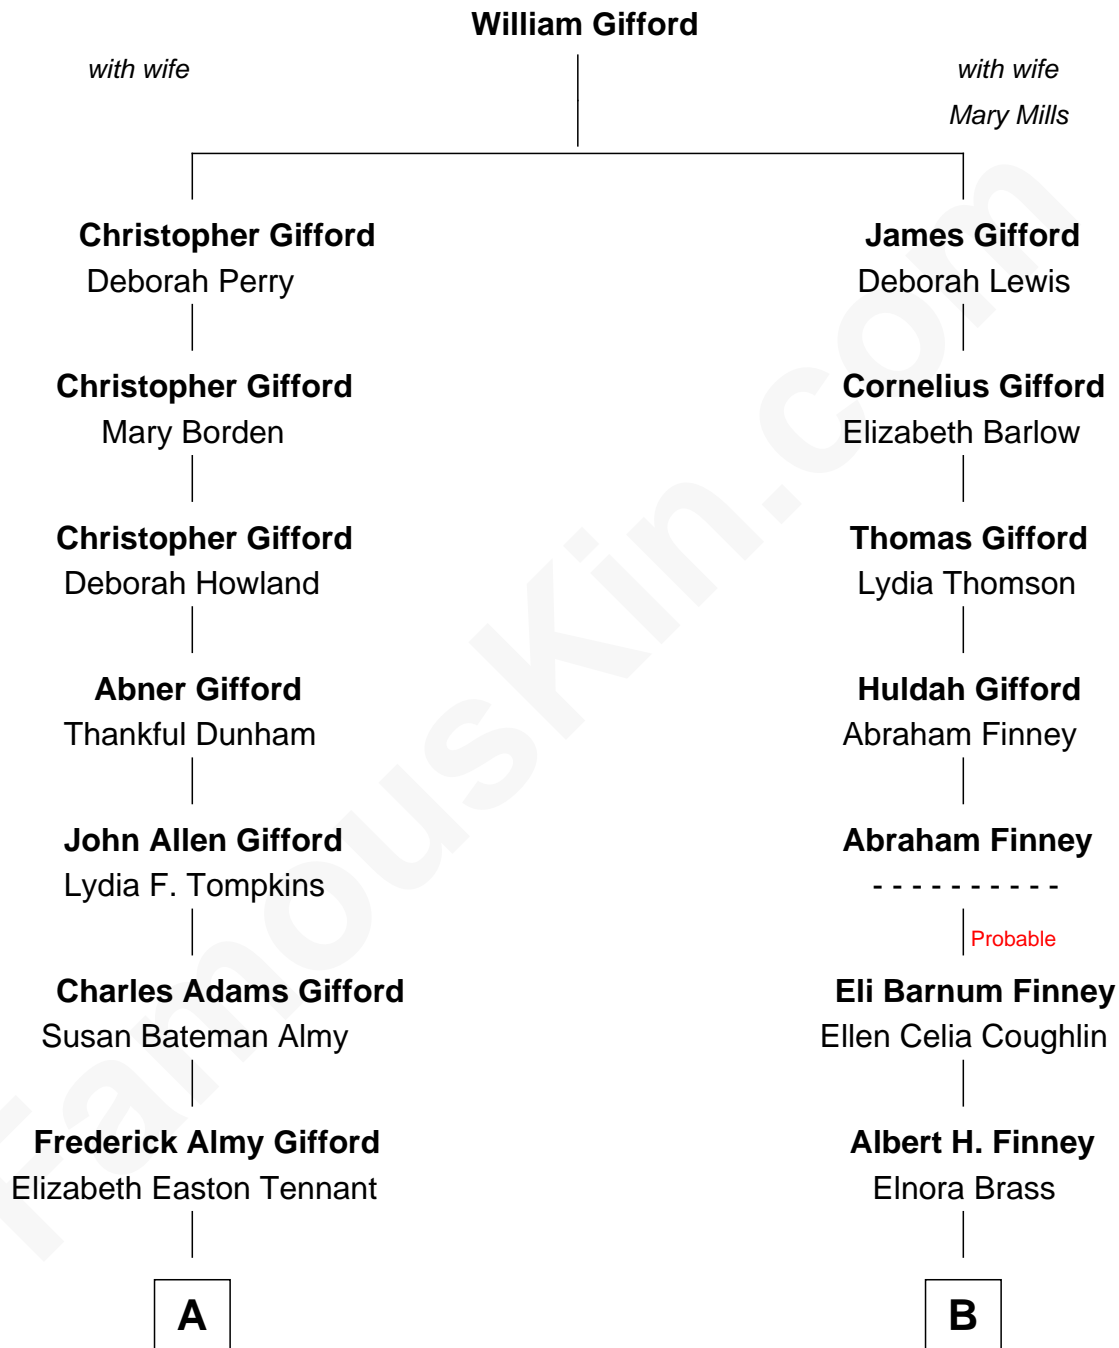 William Gifford
with wife
with wife
Mary Mills
Christopher Gifford
Deborah Perry
James Gifford
Deborah Lewis
Christopher Gifford
Mary Borden
Cornelius Gifford
Elizabeth Barlow
Christopher Gifford
Deborah Howland
Thomas Gifford
Lydia Thomson
Abner Gifford
Thankful Dunham
Huldah Gifford
Abraham Finney
John Allen Gifford
Lydia F. Tompkins
Abraham Finney
- - - - - - - - - -
Probable
Charles Adams Gifford
Susan Bateman Almy
Eli Barnum Finney
Ellen Celia Coughlin
Frederick Almy Gifford
Elizabeth Easton Tennant
Albert H. Finney
Elnora Brass
A
B
FamousKin.com